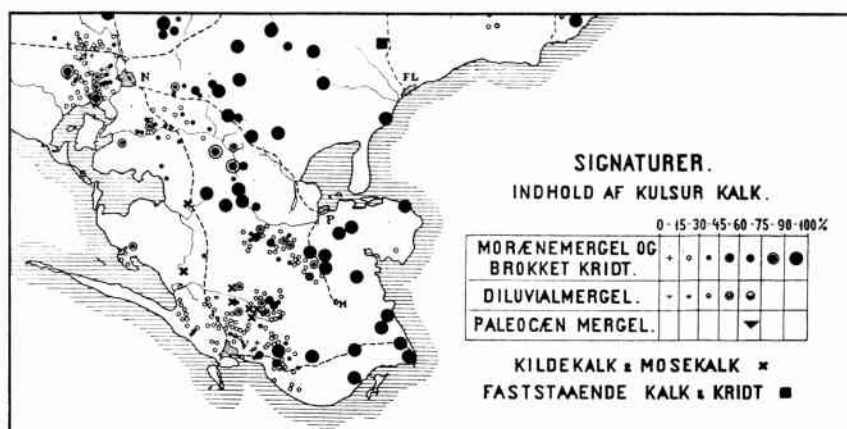 N
FL
P
H
SIGNATURER.
INDHOLD AF KULSUR KALK.
0-15-30-45-60-75-90-100%
MORÆNEMERGEL OG
BROKKET KRIDT.
DILUVIALMERGEL.
PALEOCÆN MERGEL.
KILDEKALK & MOSEKALK
FASTSTAAENDE KALK & KRIDT